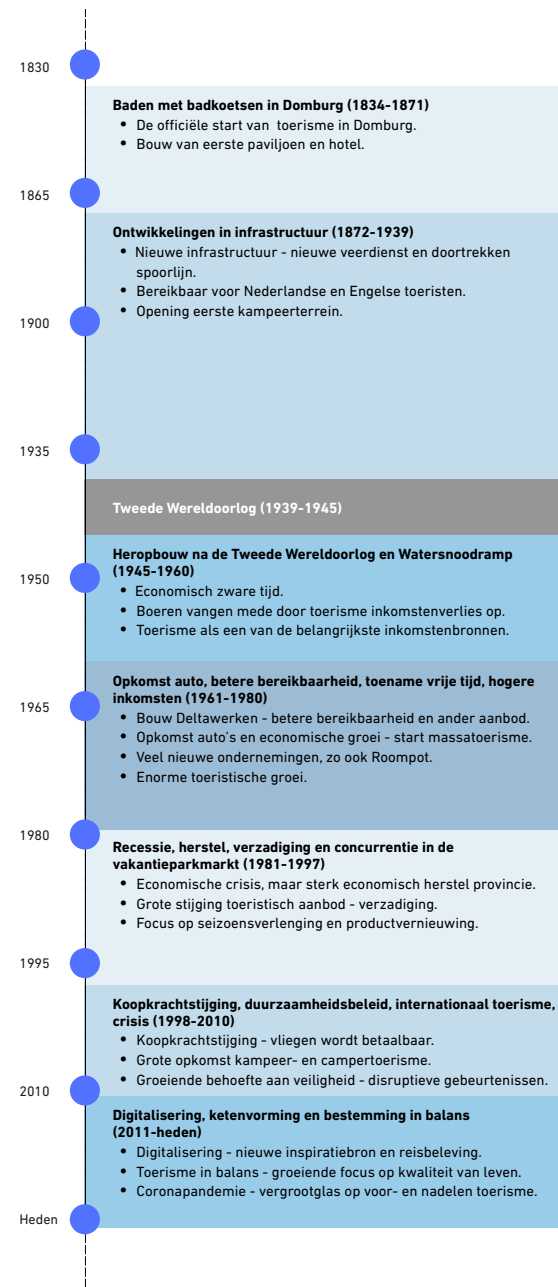 1830
Baden met badkoetsen in Domburg (1834-1871)
• De officiële start van toerisme in Domburg.
• Bouw van eerste paviljoen en hotel.
1865
Ontwikkelingen in infrastructuur (1872-1939)
• Nieuwe infrastructuur - nieuwe veerdienst en doortrekken
spoorlijn.
• Bereikbaar voor Nederlandse en Engelse toeristen.
• Opening eerste kampeerterrein.
1900
1935
Tweede Wereldoorlog (1939-1945)
Heropbouw na de Tweede Wereldoorlog en Watersnoodramp
(1945-1960)
1950
• Economisch zware tijd.
• Boeren vangen mede door toerisme inkomstenverlies op.
• Toerisme als een van de belangrijkste inkomstenbronnen.
Opkomst auto, betere bereikbaarheid, toename vrije tijd, hogere
inkomsten (1961-1980)
1965
• Bouw Deltawerken - betere bereikbaarheid en ander aanbod.
• Opkomst auto's en economische groei - start massatoerisme.
• Veel nieuwe ondernemingen, zo ook Roompot.
• Enorme toeristische groei.
1980
Recessie, herstel, verzadiging en concurrentie in de
vakantieparkmarkt (1981-1997)
• Economische crisis, maar sterk economisch herstel provincie.
• Grote stijging toeristisch aanbod - verzadiging.
• Focus op seizoensverlenging en productvernieuwing.
1995
Koopkrachtstijging, duurzaamheidsbeleid, internationaal toerisme,
crisis (1998-2010)
• Koopkrachtstijging - vliegen wordt betaalbaar.
• Grote opkomst kampeer- en campertoerisme.
• Groeiende behoefte aan veiligheid - disruptieve gebeurtenissen.
2010
Digitalisering, ketenvorming en bestemming in balans
(2011-heden)
• Digitalisering - nieuwe inspiratiebron en reisbeleving.
• Toerisme in balans - groeiende focus op kwaliteit van leven.
• Coronapandemie - vergrootglas op voor- en nadelen toerisme.
Heden